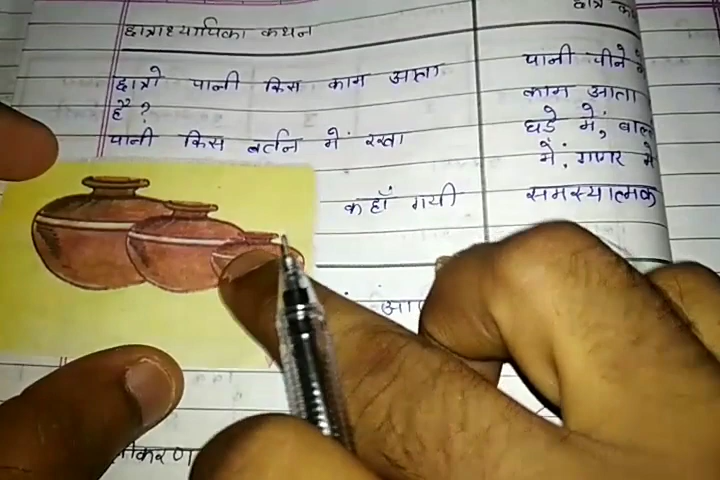 छात्राध्यापिका कथन
छात्रो पानी किस काम आता
है ?
पानी किस बर्तन में रखा
कहाँ गयी
पानी पीने
काम आता
घड़े में,
में, गागर में
समस्यात्मक